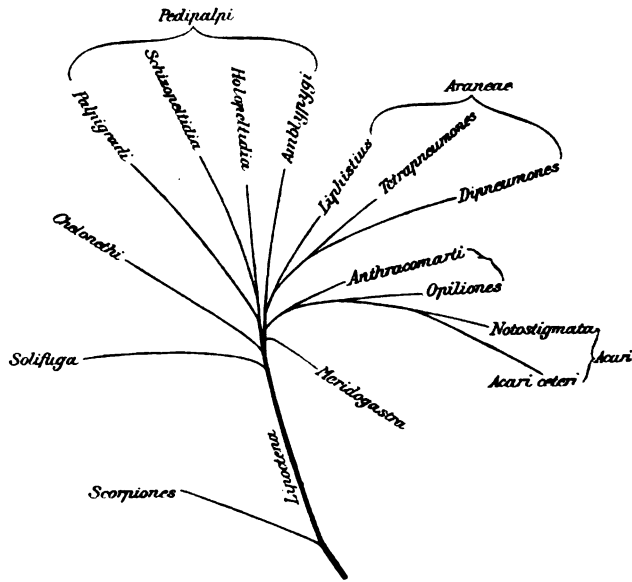 Pedipalpi
Palpigradi
Schizopeltidia
Holopeltidia
Amblypygi
Araneae
Liphistius
Tetrapneumones
Dipneumones
Chelonethi
Anthracomarti
Opiliones
Notostigmata
Acari
Acari ceteri
Solifuga
Meridogastra
Lipoctena
Scorpiones